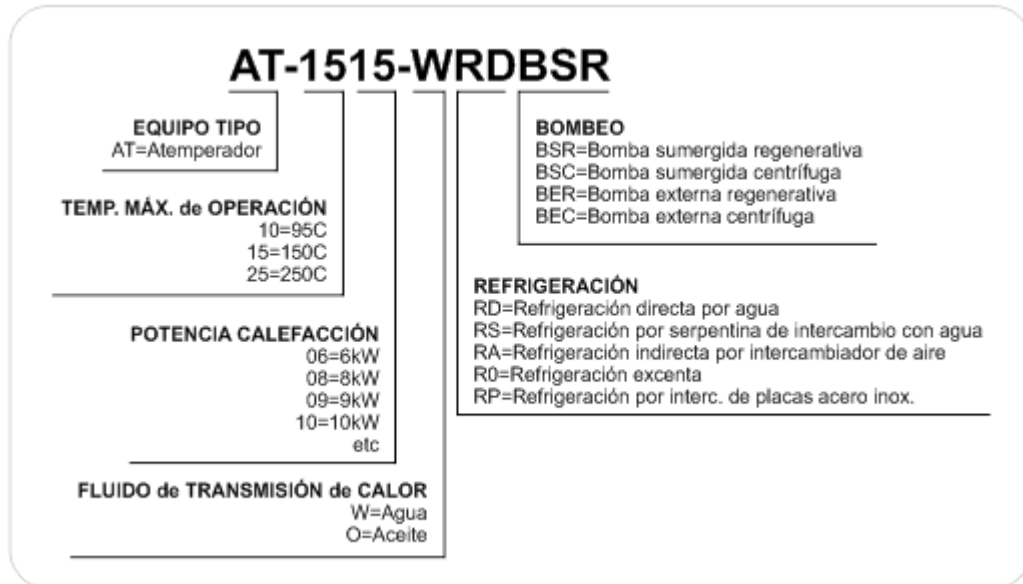 AT-1515-WRDBSR
EQUIPO TIPO
AT=Atemperador
TEMP. MÁX. de OPERACIÓN
10=95C
15=150C
25=250C
POTENCIA CALEFACCIÓN
06=6kW
08=8kW
09=9kW
10=10kW
etc
FLUIDO de TRANSMISIÓN de CALOR
W=Agua
O=Aceite
BOMBEO
BSR=Bomba sumergida regenerativa
BSC=Bomba sumergida centrífuga
BER=Bomba externa regenerativa
BEC=Bomba externa centrífuga
REFRIGERACIÓN
RD=Refrigeración directa por agua
RS=Refrigeración por serpentina de intercambio con agua
RA=Refrigeración indirecta por intercambiador de aire
R0=Refrigeración excenta
RP=Refrigeración por interc. de placas acero inox.